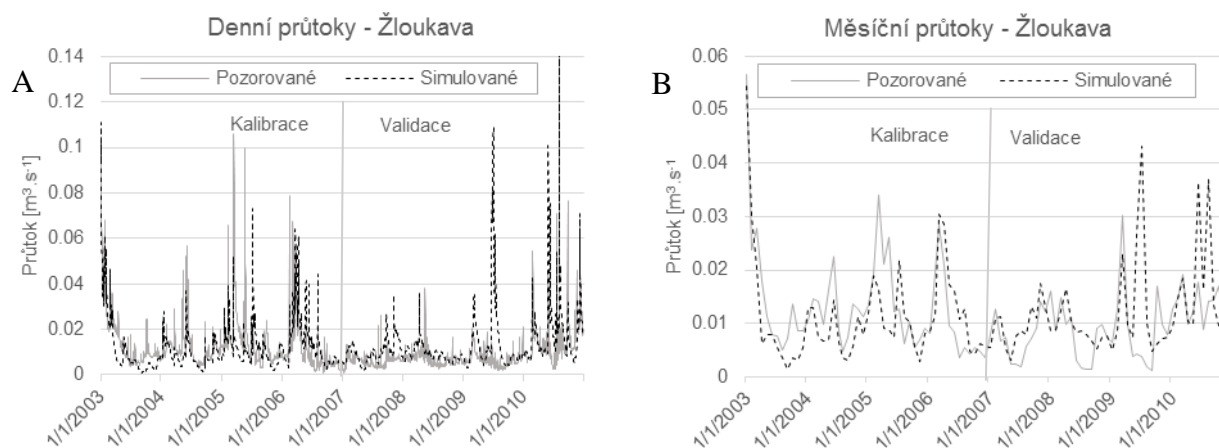 A
Denní průtoky - Žloukava
Pozorované
Simulované
Kalibrace
Validace
Průtok [m³.s⁻¹]
0.14
0.12
0.1
0.08
0.06
0.04
0.02
0
1/1/2003
1/1/2004
1/1/2005
1/1/2006
1/1/2007
1/1/2008
1/1/2009
1/1/2010
B
Měsíční průtoky - Žloukava
Pozorované
Simulované
Kalibrace
Validace
Průtok [m³.s⁻¹]
0.06
0.05
0.04
0.03
0.02
0.01
0
1/1/2003
1/1/2004
1/1/2005
1/1/2006
1/1/2007
1/1/2008
1/1/2009
1/1/2010